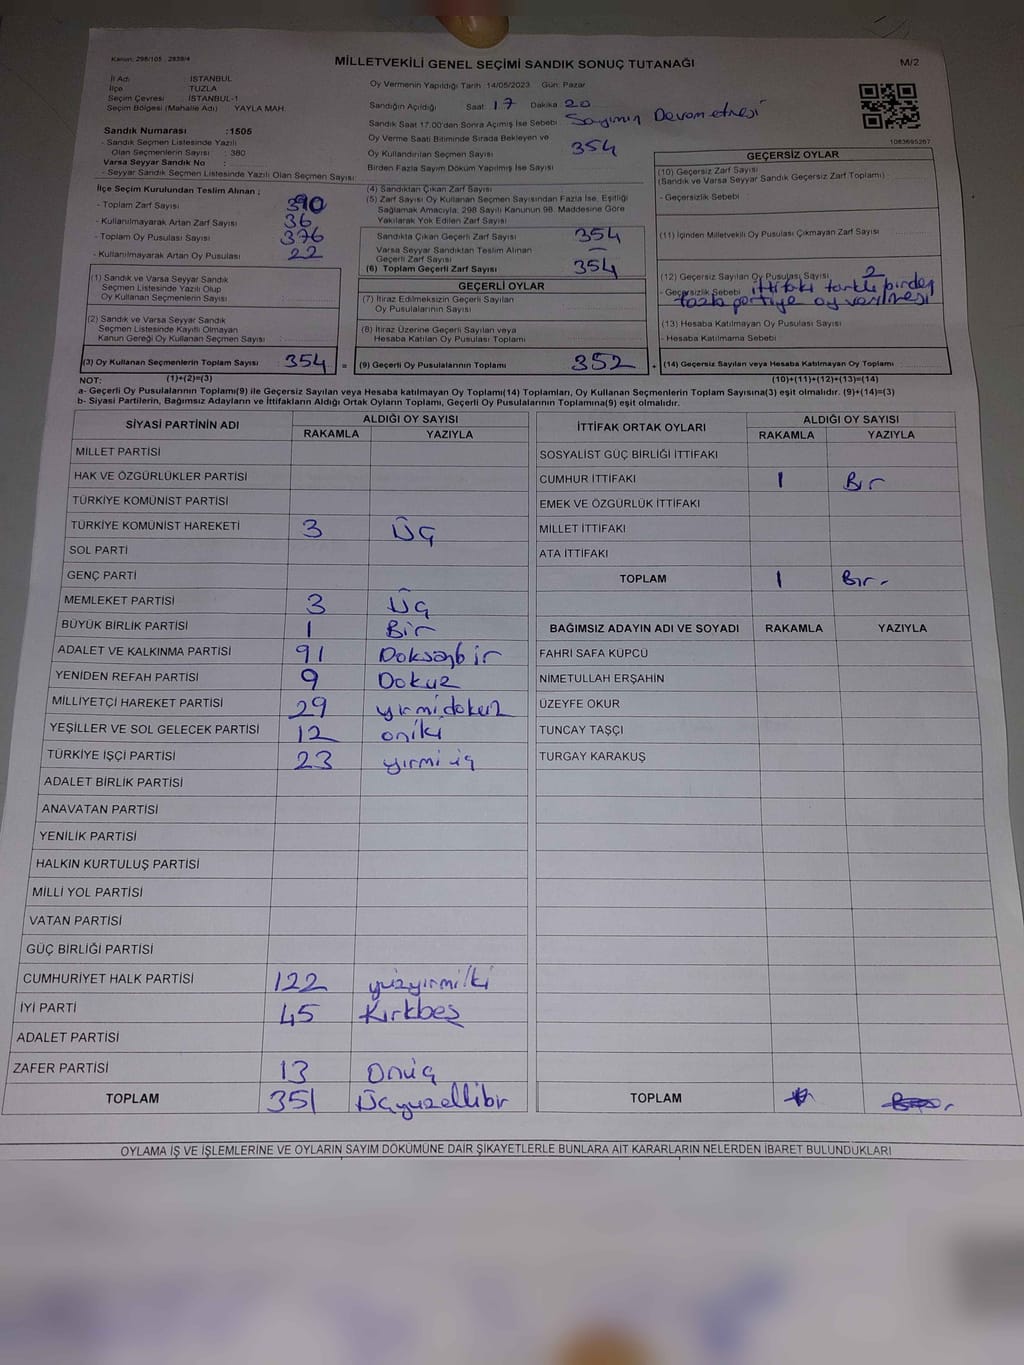 Kanun: 298/105 , 2839/4
MİLLETVEKİLİ GENEL SEÇİMİ SANDIK SONUÇ TUTANAĞI
M/2
İl Adı : İSTANBUL
İlçe : TUZLA
Seçim Çevresi : İSTANBUL-1
Seçim Bölgesi (Mahalle Adı) : YAYLA MAH.
Sandık Numarası :1505
- Sandık Seçmen Listesinde Yazılı
Olan Seçmenlerin Sayısı : 380
Varsa Seyyar Sandık No :
- Seyyar Sandık Seçmen Listesinde Yazılı Olan Seçmen Sayısı:
Oy Vermenin Yapıldığı Tarih :14/05/2023 Gün: Pazar
Sandığın Açıldığı Saat: 17 Dakika 20
Sandık Saat 17:00'den Sonra Açılmış İse Sebebi Sayımın Devam etmesi
Oy Verme Saati Bitiminde Sırada Bekleyen ve
Oy Kullandırılan Seçmen Sayısı 354
Birden Fazla Sayım Döküm Yapılmış İse Sayısı
1083695267
İlçe Seçim Kurulundan Teslim Alınan ;
- Toplam Zarf Sayısı 390
- Kullanılmayarak Artan Zarf Sayısı 36
- Toplam Oy Pusulası Sayısı 376
- Kullanılmayarak Artan Oy Pusulası 22
(1) Sandık ve Varsa Seyyar Sandık
Seçmen Listesinde Yazılı Olup
Oy Kullanan Seçmenlerin Sayısı :
(2) Sandık ve Varsa Seyyar Sandık
Seçmen Listesinde Kayıtlı Olmayan
Kanun Gereği Oy Kullanan Seçmen Sayısı :
(3) Oy Kullanan Seçmenlerin Toplam Sayısı 354 =
(1)+(2)=(3)
(4) Sandıktan Çıkan Zarf Sayısı
(5) Zarf Sayısı Oy Kullanan Seçmen Sayısından Fazla İse, Eşitliği
Sağlamak Amacıyla; 298 Sayılı Kanunun 98. Maddesine Göre
Yakılarak Yok Edilen Zarf Sayısı
Sandıkta Çıkan Geçerli Zarf Sayısı 354
Varsa Seyyar Sandıktan Teslim Alınan
Geçerli Zarf Sayısı –
(6) Toplam Geçerli Zarf Sayısı 354
GEÇERLİ OYLAR
(7) İtiraz Edilmeksizin Geçerli Sayılan
Oy Pusulalarının Sayısı
(8) İtiraz Üzerine Geçerli Sayılan veya
Hesaba Katılan Oy Pusulası Toplamı
(9) Geçerli Oy Pusulalarının Toplamı 352 +
GEÇERSİZ OYLAR
(10) Geçersiz Zarf Sayısı
(Sandık ve Varsa Seyyar Sandık Geçersiz Zarf Toplamı)
- Geçersizlik Sebebi
(11) İçinden Milletvekili Oy Pusulası Çıkmayan Zarf Sayısı
(12) Geçersiz Sayılan Oy Pusulası Sayısı 2
- Geçersizlik Sebebi ittifakı farklı birden
fazla partiye oy verilmesi
(13) Hesaba Katılmayan Oy Pusulası Sayısı
- Hesaba Katılmama Sebebi
(14) Geçersiz Sayılan veya Hesaba Katılmayan Oy Toplamı
(10)+(11)+(12)+(13)=(14)
NOT:
a- Geçerli Oy Pusulalarının Toplamı(9) ile Geçersiz Sayılan veya Hesaba katılmayan Oy Toplamı(14) Toplamları, Oy Kullanan Seçmenlerin Toplam Sayısına(3) eşit olmalıdır. (9)+(14)=(3)
b- Siyasi Partilerin, Bağımsız Adayların ve İttifakların Aldığı Ortak Oyların Toplamı, Geçerli Oy Pusulalarının Toplamına(9) eşit olmalıdır.
SİYASİ PARTİNİN ADI ALDIĞI OY SAYISI
RAKAMLA YAZIYLA
MİLLET PARTİSİ
HAK VE ÖZGÜRLÜKLER PARTİSİ
TÜRKİYE KOMÜNİST PARTİSİ
TÜRKİYE KOMÜNİST HAREKETİ 3 Üç
SOL PARTİ
GENÇ PARTİ
MEMLEKET PARTİSİ 3 Üç
BÜYÜK BİRLİK PARTİSİ 1 Bir
ADALET VE KALKINMA PARTİSİ 91 Doksanbir
YENİDEN REFAH PARTİSİ 9 Dokuz
MİLLİYETÇİ HAREKET PARTİSİ 29 yirmidokuz
YEŞİLLER VE SOL GELECEK PARTİSİ 12 oniki
TÜRKİYE İŞÇİ PARTİSİ 23 yirmi üç
ADALET BİRLİK PARTİSİ
ANAVATAN PARTİSİ
YENİLİK PARTİSİ
HALKIN KURTULUŞ PARTİSİ
MİLLİ YOL PARTİSİ
VATAN PARTİSİ
GÜÇ BİRLİĞİ PARTİSİ
CUMHURİYET HALK PARTİSİ 122 yüzyirmiiki
İYİ PARTİ 45 Kırkbeş
ADALET PARTİSİ
ZAFER PARTİSİ 13 Onüç
TOPLAM 351 Üçyüzellibir
İTTİFAK ORTAK OYLARI ALDIĞI OY SAYISI
RAKAMLA YAZIYLA
SOSYALİST GÜÇ BİRLİĞİ İTTİFAKI
CUMHUR İTTİFAKI 1 Bir
EMEK VE ÖZGÜRLÜK İTTİFAKI
MİLLET İTTİFAKI
ATA İTTİFAKI
TOPLAM 1 Bir.
BAĞIMSIZ ADAYIN ADI VE SOYADI RAKAMLA YAZIYLA
FAHRİ SAFA KÜPCÜ
NİMETULLAH ERŞAHİN
ÜZEYFE OKUR
TUNCAY TAŞÇI
TURGAY KARAKUŞ
TOPLAM
OYLAMA İŞ VE İŞLEMLERİNE VE OYLARIN SAYIM DÖKÜMÜNE DAİR ŞİKAYETLERLE BUNLARA AİT KARARLARIN NELERDEN İBARET BULUNDUKLARI